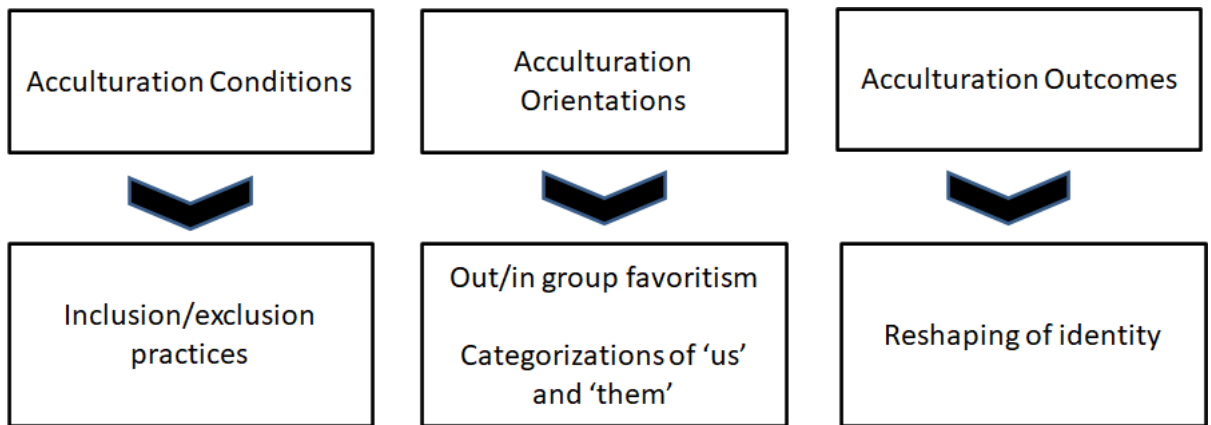 Acculturation Conditions
Acculturation
Orientations
Acculturation Outcomes
Inclusion/exclusion
practices
Out/in group favoritism
Categorizations of ‘us’
and ‘them’
Reshaping of identity